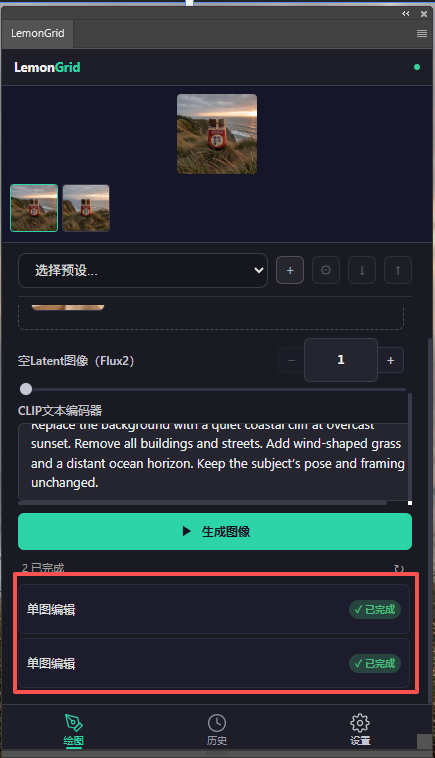 LemonGrid
LemonGrid
选择预设...
+
空Latent图像（Flux2）
−
1
+
CLIP文本编码器
Replace the background with a quiet coastal cliff at overcast
sunset. Remove all buildings and streets. Add wind-shaped grass
and a distant ocean horizon. Keep the subject's pose and framing
unchanged.
▶ 生成图像
2 已完成
单图编辑
✓ 已完成
单图编辑
✓ 已完成
绘图
历史
设置